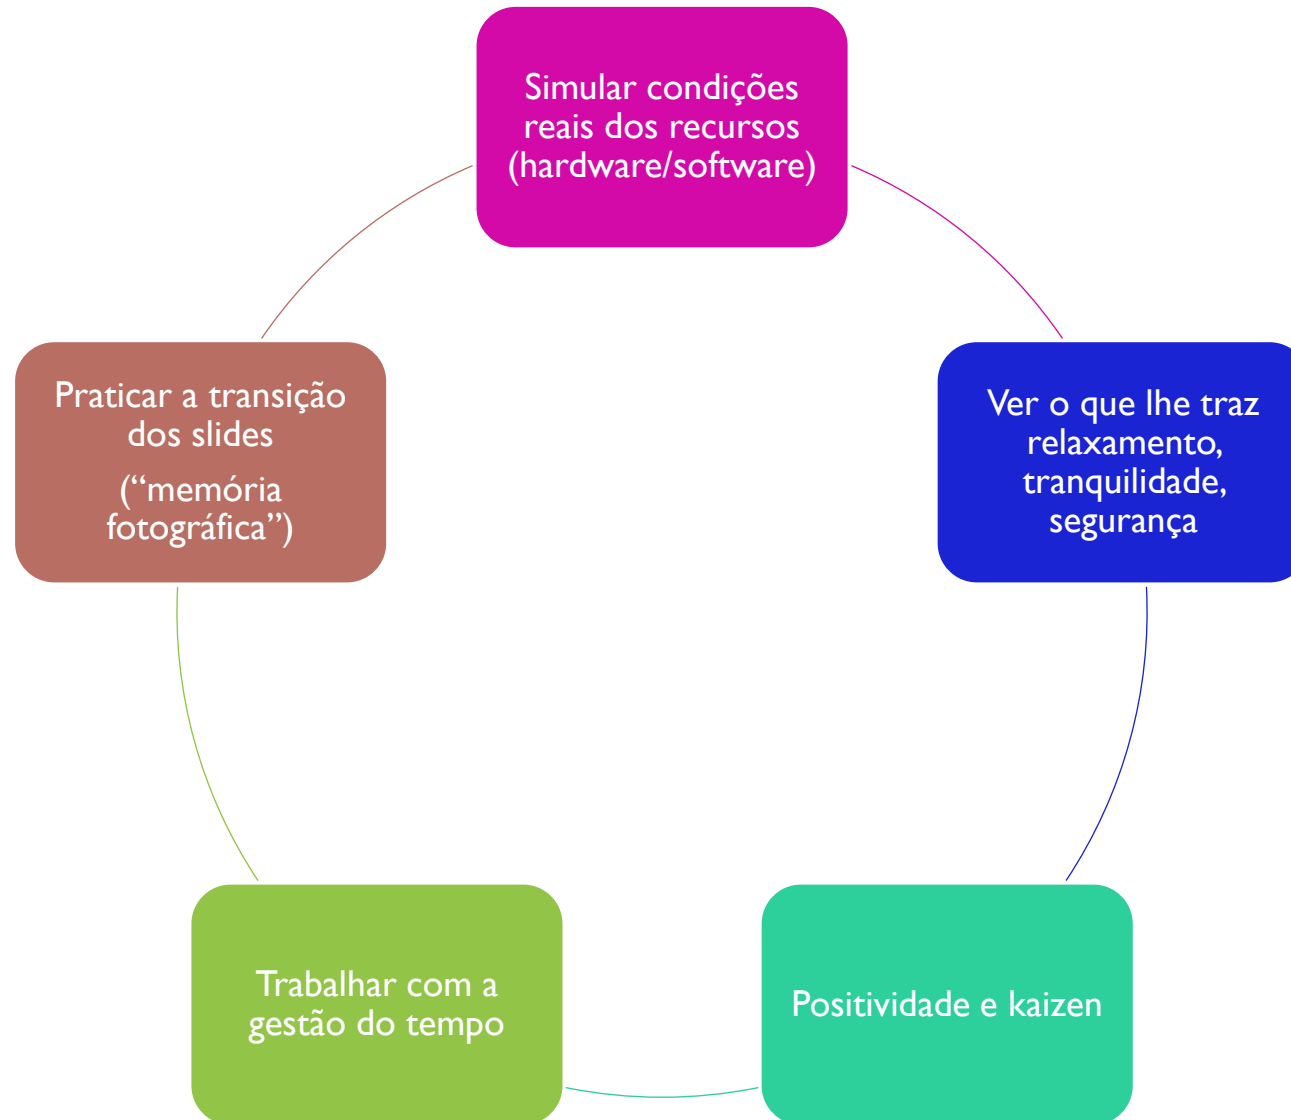 Simular condições
reais dos recursos
(hardware/software)
Ver o que lhe traz
relaxamento,
tranquilidade,
segurança
Positividade e kaizen
Trabalhar com a
gestão do tempo
Praticar a transição
dos slides
(“memória
fotográfica”)